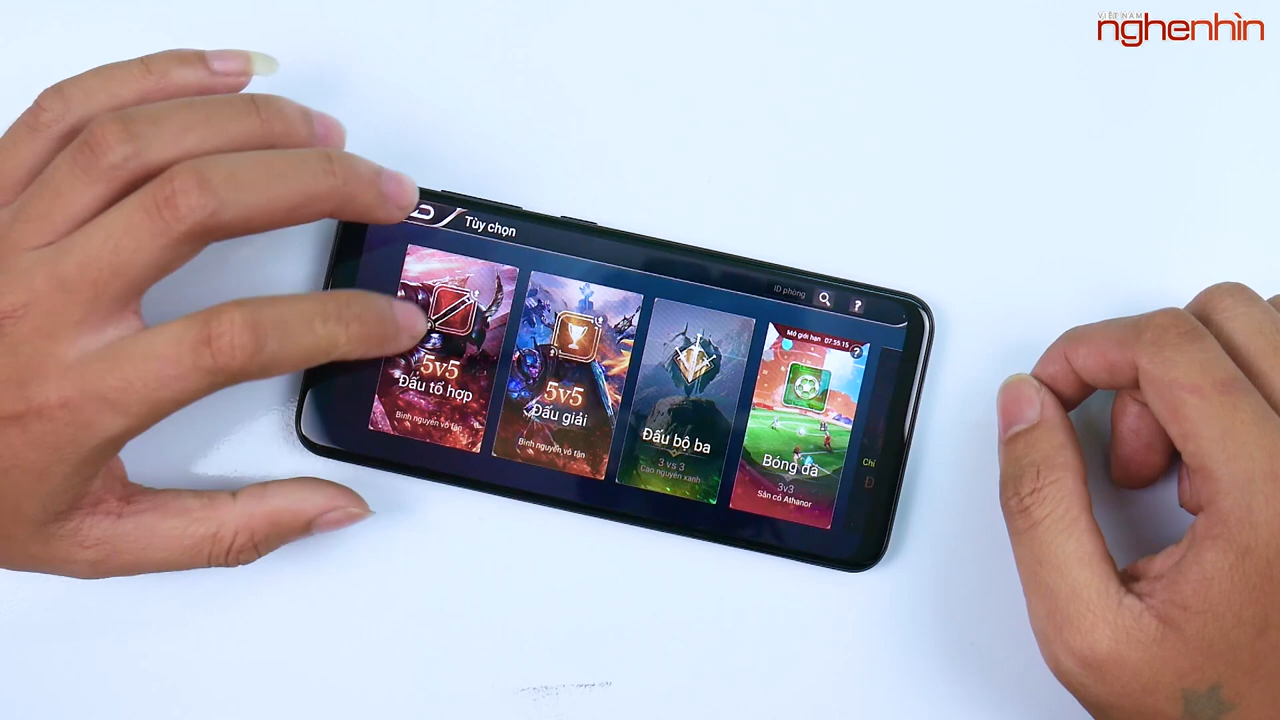 VIỆT NAM
nghenhìn
Tùy chọn
ID phòng
?
5v5
Đấu tổ hợp
Bình nguyên vô tận
5v5
Đấu giải
Bình nguyên vô tận
Đấu bộ ba
3 vs 3
Cao nguyên xanh
Mở giới hạn 07:55:15
?
Bóng đá
3v3
Sân cỏ Athanor
Chi
Đ